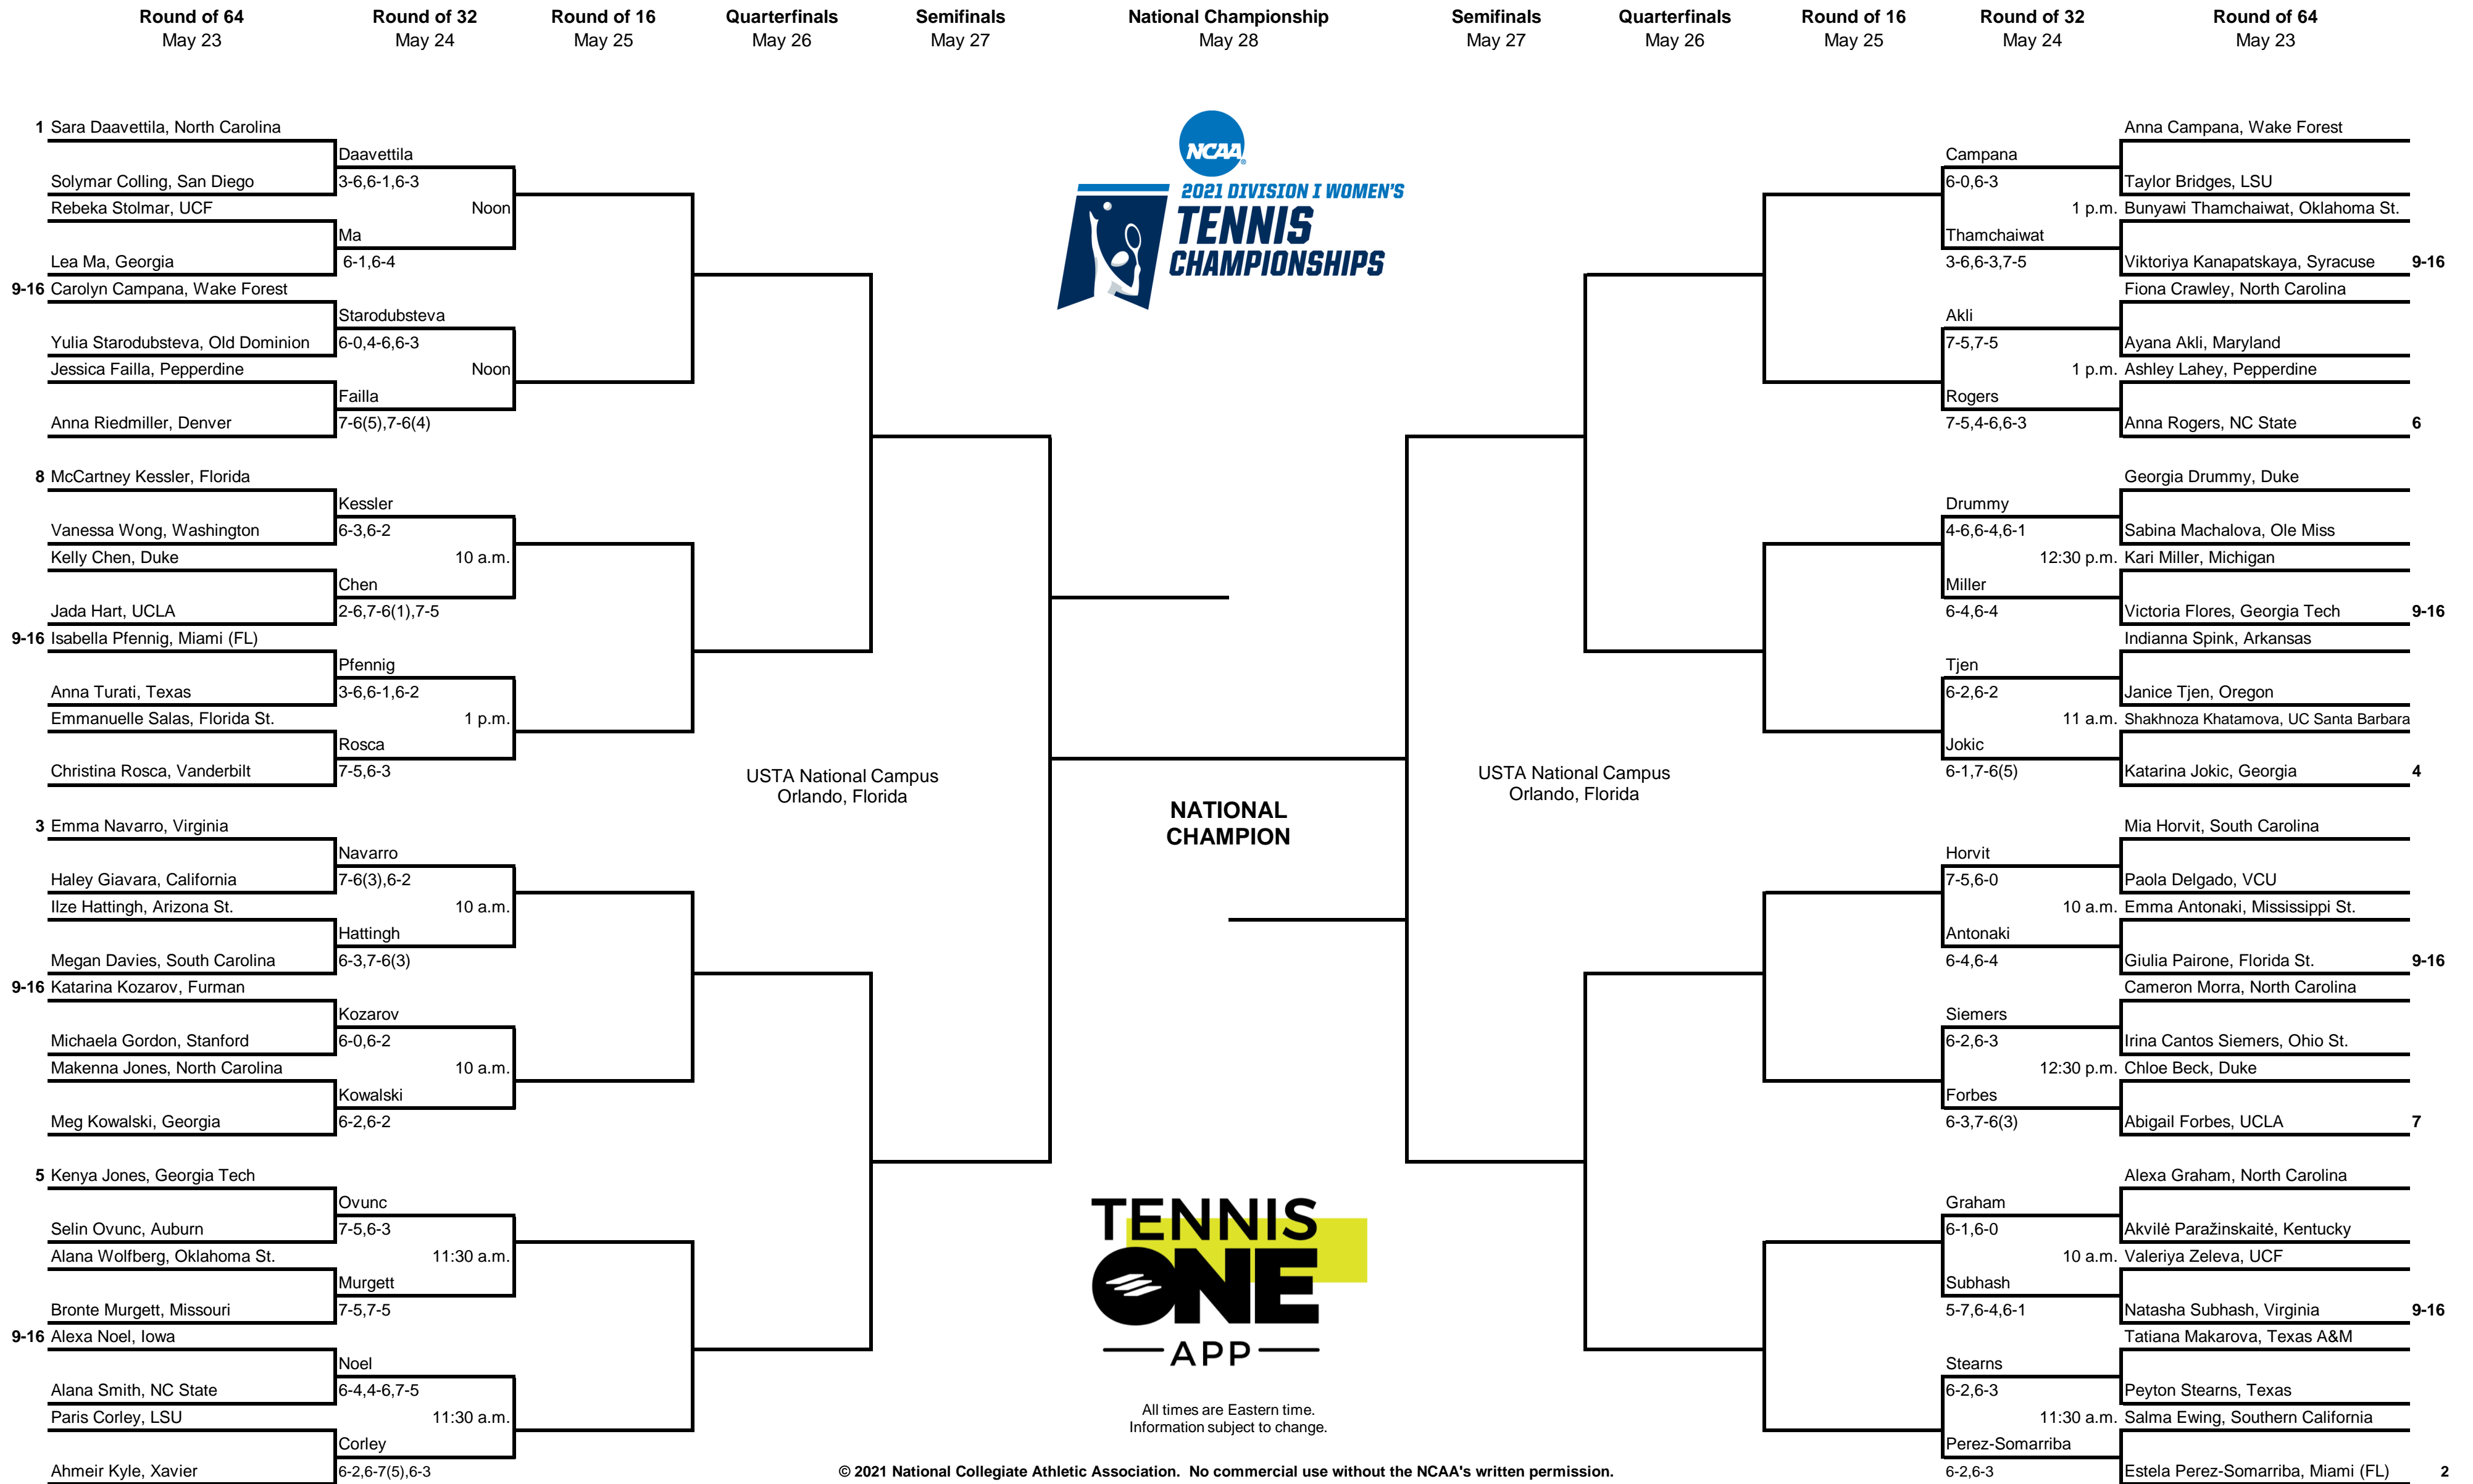 Round of 64 Round of 32 Round of 16 Quarterfinals Semifinals National Championship Semifinals Quarterfinals Round of 16 Round of 32 Round of 64
May 23 May 24 May 25 May 26 May 27 May 28 May 27 May 26 May 25 May 24 May 23
1 Sara Daavettila, North Carolina
Daavettila
Solymar Colling, San Diego
3-6,6-1,6-3
Rebeka Stolmar, UCF
Noon
Ma
Lea Ma, Georgia
6-1,6-4
9-16 Carolyn Campana, Wake Forest
Starodubsteva
Yulia Starodubsteva, Old Dominion
6-0,4-6,6-3
Jessica Failla, Pepperdine
Noon
Failla
Anna Riedmiller, Denver
7-6(5),7-6(4)
8 McCartney Kessler, Florida
Kessler
Vanessa Wong, Washington
6-3,6-2
Kelly Chen, Duke
10 a.m.
Chen
Jada Hart, UCLA
2-6,7-6(1),7-5
9-16 Isabella Pfennig, Miami (FL)
Pfennig
Anna Turati, Texas
3-6,6-1,6-2
Emmanuelle Salas, Florida St.
1 p.m.
Rosca
Christina Rosca, Vanderbilt
7-5,6-3
3 Emma Navarro, Virginia
Navarro
Haley Giavara, California
7-6(3),6-2
Ilze Hattingh, Arizona St.
10 a.m.
Hattingh
Megan Davies, South Carolina
6-3,7-6(3)
9-16 Katarina Kozarov, Furman
Kozarov
Michaela Gordon, Stanford
6-0,6-2
Makenna Jones, North Carolina
10 a.m.
Kowalski
Meg Kowalski, Georgia
6-2,6-2
5 Kenya Jones, Georgia Tech
Ovunc
Selin Ovunc, Auburn
7-5,6-3
Alana Wolfberg, Oklahoma St.
11:30 a.m.
Murgett
Bronte Murgett, Missouri
7-5,7-5
9-16 Alexa Noel, Iowa
Noel
Alana Smith, NC State
6-4,4-6,7-5
Paris Corley, LSU
11:30 a.m.
Corley
Ahmeir Kyle, Xavier
6-2,6-7(5),6-3
NCAA
2021 DIVISION I WOMEN'S
TENNIS
CHAMPIONSHIPS
USTA National Campus
Orlando, Florida
NATIONAL
CHAMPION
USTA National Campus
Orlando, Florida
TENNIS
ONE
APP
All times are Eastern time.
Information subject to change.
© 2021 National Collegiate Athletic Association. No commercial use without the NCAA's written permission.
Anna Campana, Wake Forest
Campana
Taylor Bridges, LSU
6-0,6-3
1 p.m. Bunyawi Thamchaiwat, Oklahoma St.
Thamchaiwat
Viktoriya Kanapatskaya, Syracuse 9-16
3-6,6-3,7-5
Fiona Crawley, North Carolina
Akli
Ayana Akli, Maryland
7-5,7-5
1 p.m. Ashley Lahey, Pepperdine
Rogers
Anna Rogers, NC State 6
7-5,4-6,6-3
Georgia Drummy, Duke
Drummy
Sabina Machalova, Ole Miss
4-6,6-4,6-1
12:30 p.m. Kari Miller, Michigan
Miller
Victoria Flores, Georgia Tech 9-16
6-4,6-4
Indianna Spink, Arkansas
Tjen
Janice Tjen, Oregon
6-2,6-2
11 a.m. Shakhnoza Khatamova, UC Santa Barbara
Jokic
Katarina Jokic, Georgia 4
6-1,7-6(5)
Mia Horvit, South Carolina
Horvit
Paola Delgado, VCU
7-5,6-0
10 a.m. Emma Antonaki, Mississippi St.
Antonaki
Giulia Pairone, Florida St. 9-16
6-4,6-4
Cameron Morra, North Carolina
Siemers
Irina Cantos Siemers, Ohio St.
6-2,6-3
12:30 p.m. Chloe Beck, Duke
Forbes
Abigail Forbes, UCLA 7
6-3,7-6(3)
Alexa Graham, North Carolina
Graham
Akvilė Paražinskaitė, Kentucky
6-1,6-0
10 a.m. Valeriya Zeleva, UCF
Subhash
Natasha Subhash, Virginia 9-16
5-7,6-4,6-1
Tatiana Makarova, Texas A&M
Stearns
Peyton Stearns, Texas
6-2,6-3
11:30 a.m. Salma Ewing, Southern California
Perez-Somarriba
Estela Perez-Somarriba, Miami (FL) 2
6-2,6-3